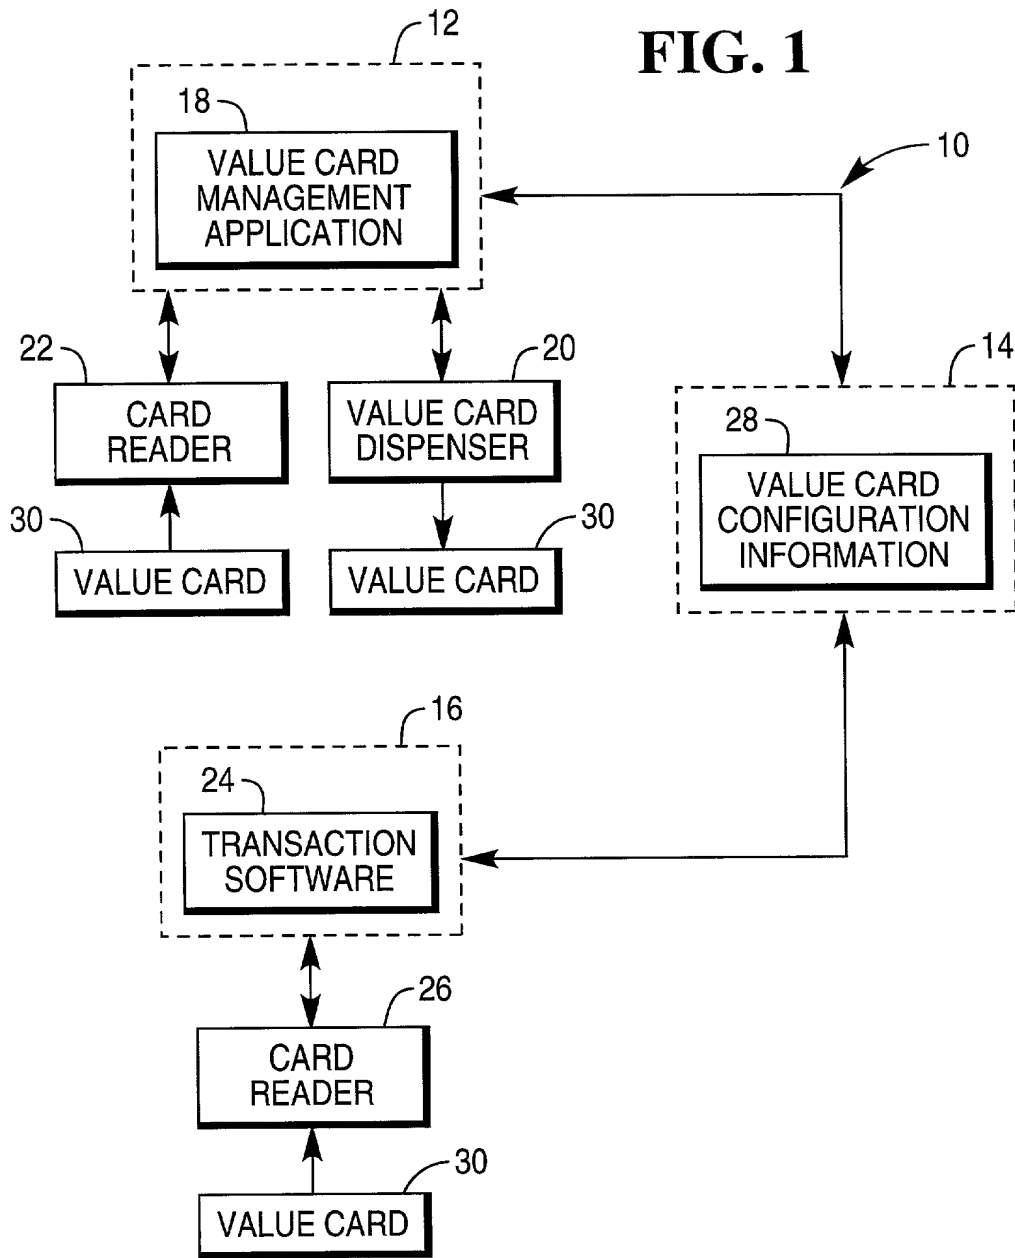 FIG. 1
12
18
VALUE CARD
MANAGEMENT
APPLICATION
10
22
CARD
READER
20
VALUE CARD
DISPENSER
14
28
VALUE CARD
CONFIGURATION
INFORMATION
30
VALUE CARD
30
VALUE CARD
16
24
TRANSACTION
SOFTWARE
26
CARD
READER
30
VALUE CARD